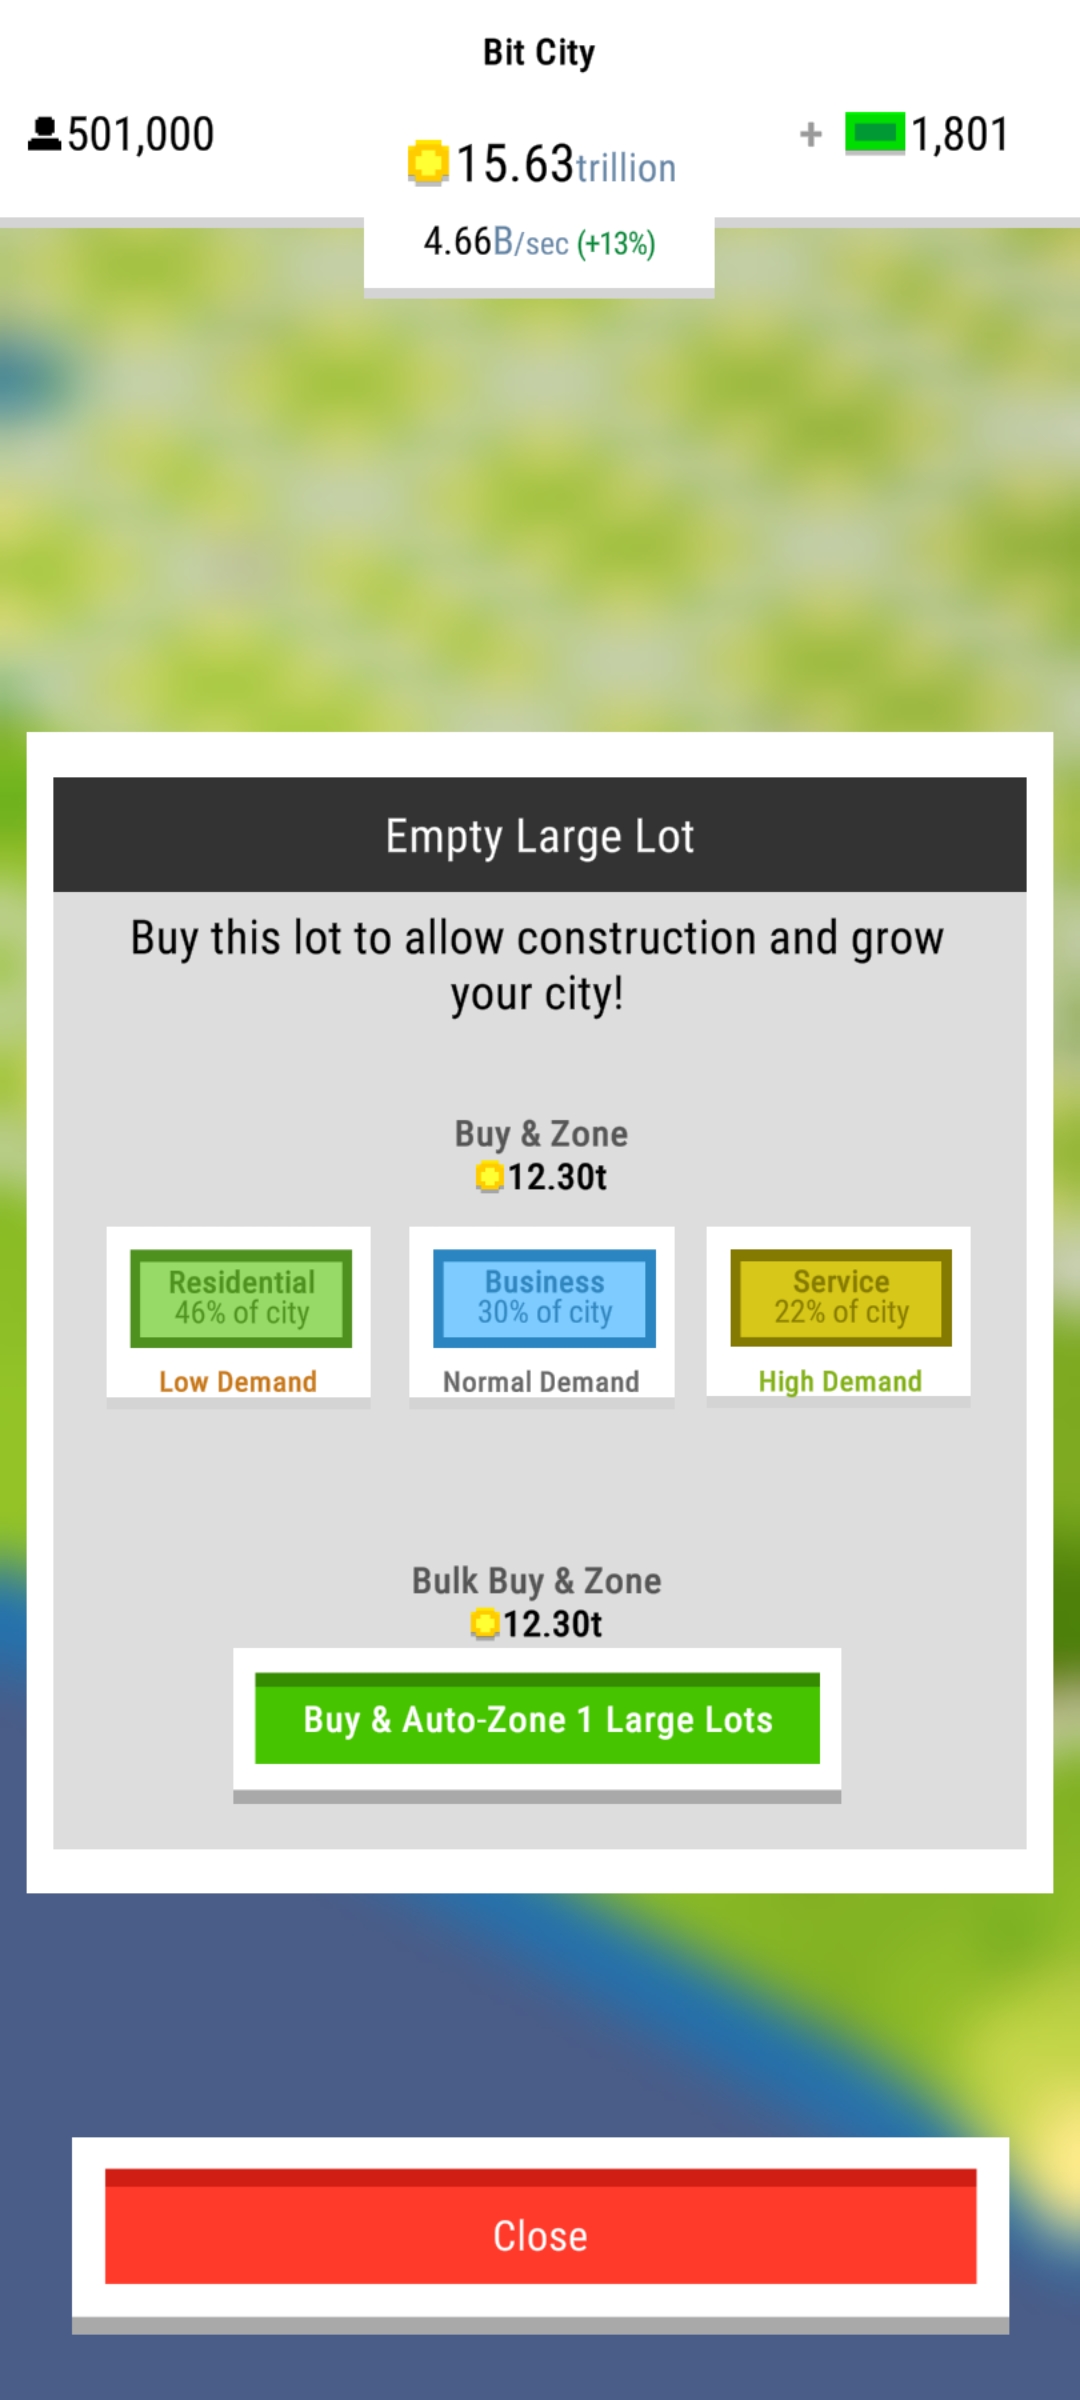 Bit City
501,000
15.63trillion
+ 1,801
4.66B/sec (+13%)
Empty Large Lot
Buy this lot to allow construction and grow
your city!
Buy & Zone
12.30t
Residential
46% of city
Low Demand
Business
30% of city
Normal Demand
Service
22% of city
High Demand
Bulk Buy & Zone
12.30t
Buy & Auto-Zone 1 Large Lots
Close